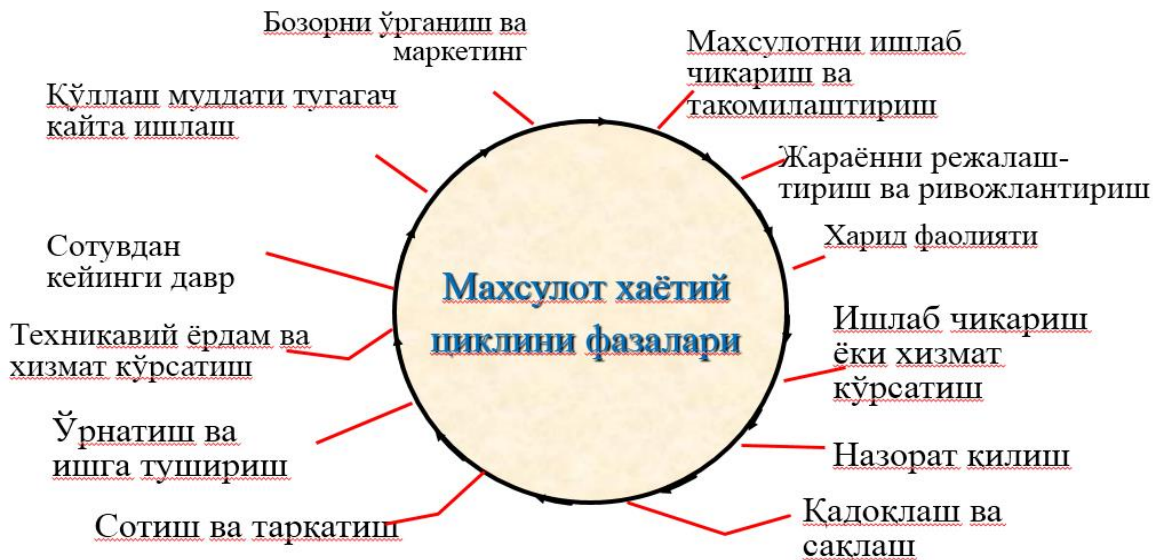 Бозорни ўрганиш ва
маркетинг
Маҳсулотни ишлаб
чиқариш ва
такомилаштириш
Жараённи режалаш-
тириш ва ривожлантириш
Харид фаолияти
Ишлаб чиқариш
ёки хизмат
кўрсатиш
Назорат қилиш
Қадоқлаш ва
сақлаш
Сотиш ва тарқатиш
Ўрнатиш ва
ишга тушириш
Техникавий ёрдам ва
хизмат кўрсатиш
Сотувдан
кейинги давр
Қўллаш муддати тугагач
қайта ишлаш
Махсулот хаётий
циклини фазалари